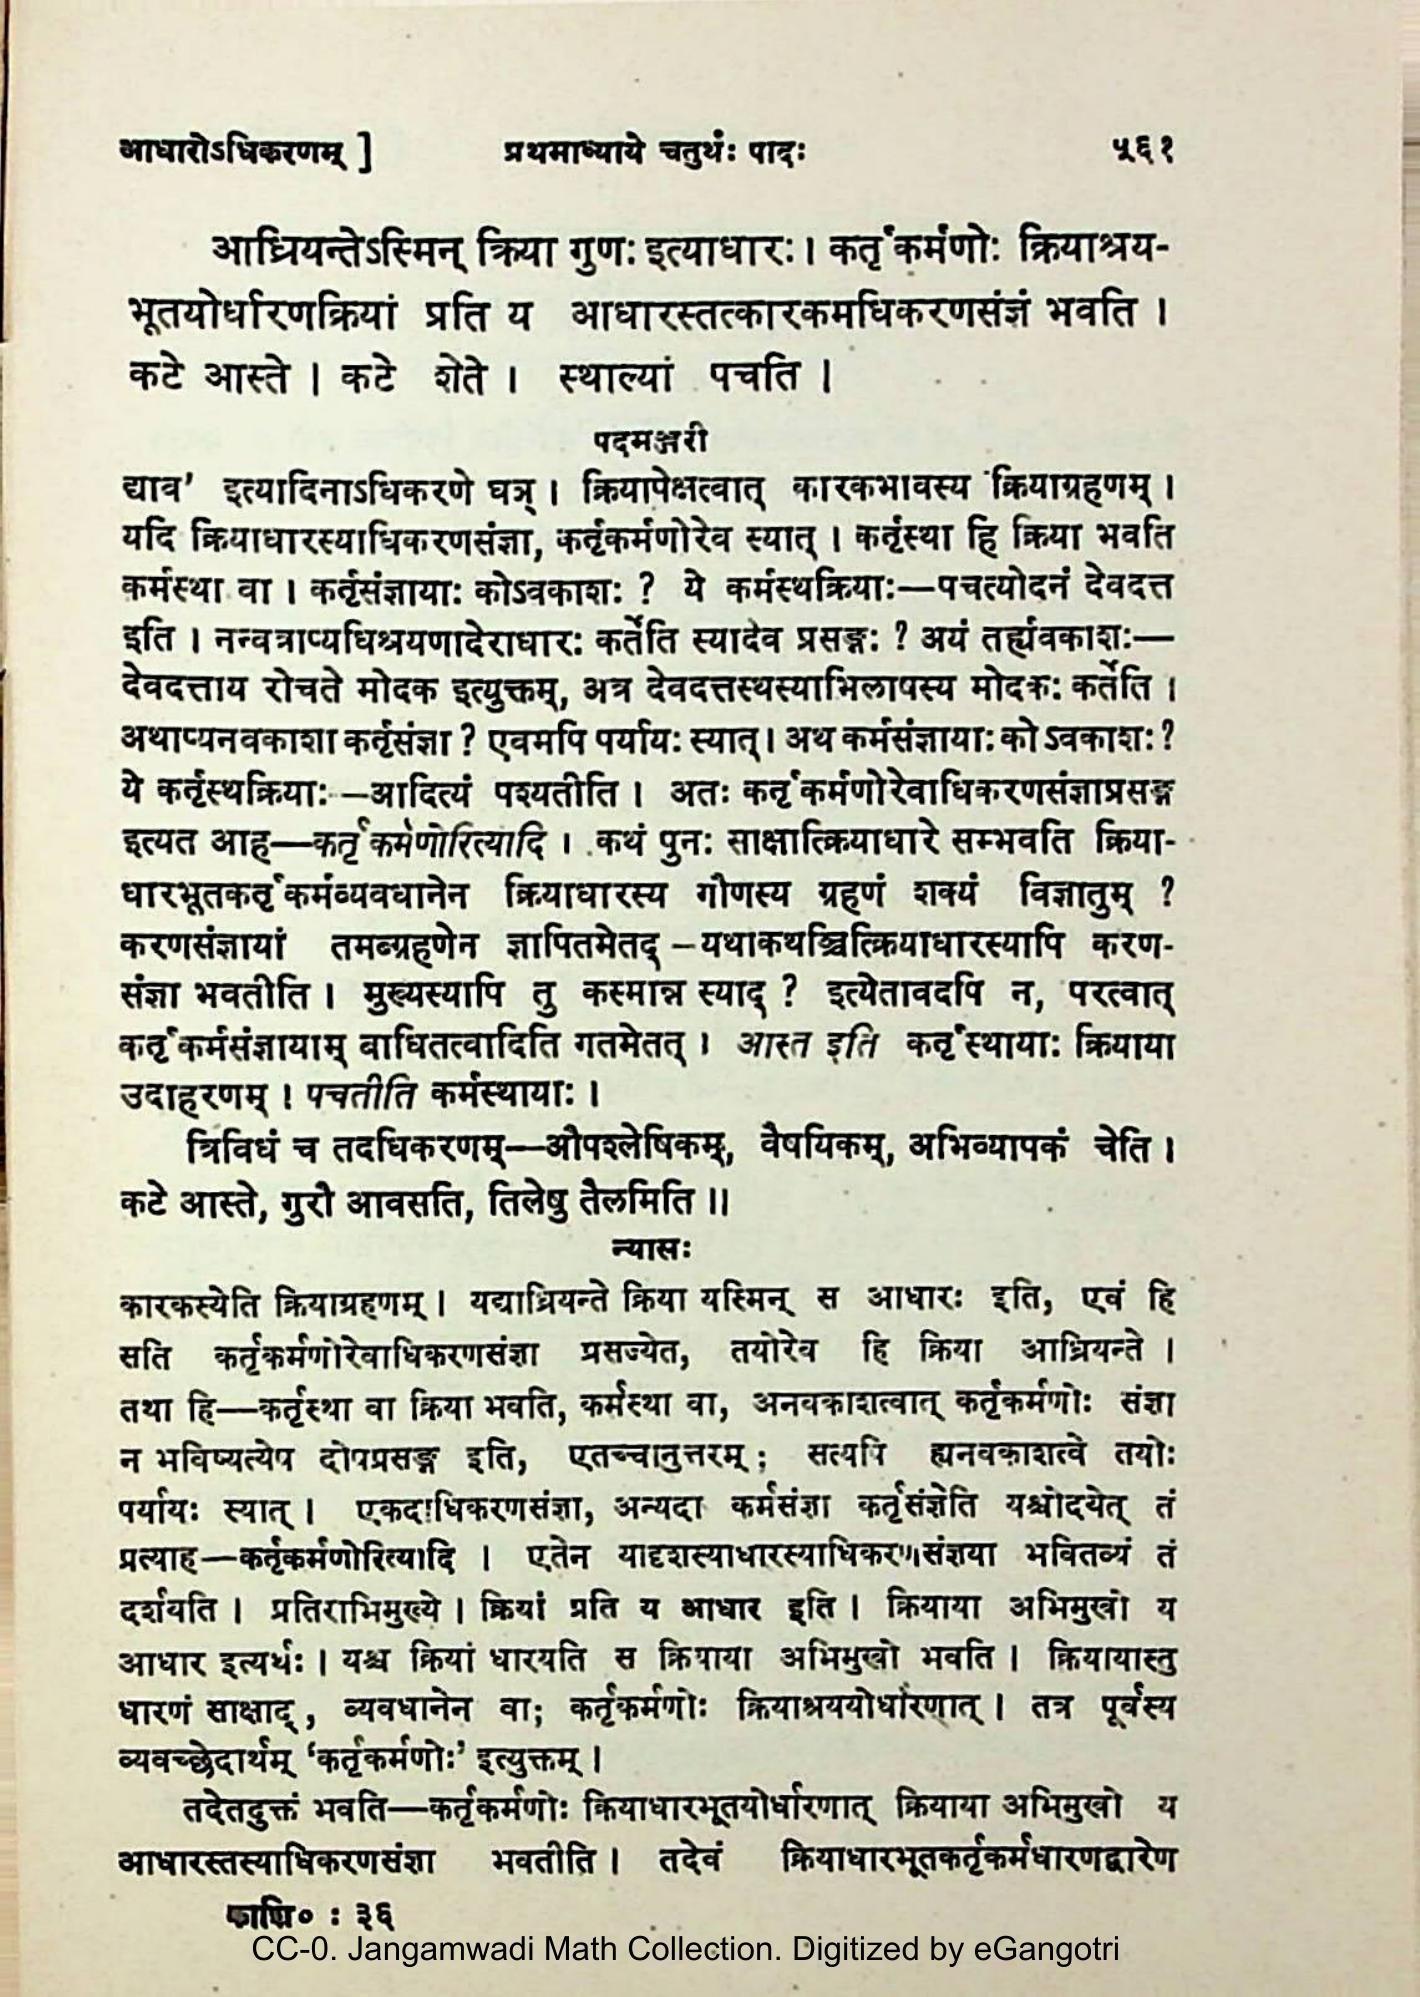 आधारोऽधिकरणम् ] प्रथमाध्याये चतुर्थः पादः ५६१
आध्रियन्तेऽस्मिन् क्रिया गुणः इत्याधारः । कर्तृकर्मणोः क्रियाश्रय-
भूतयोर्धारणक्रियां प्रति य आधारस्तत्कारकमधिकरणसंज्ञं भवति ।
कटे आस्ते । कटे शेते । स्थाल्यां पचति ।
पदमञ्जरी
द्याव’ इत्यादिनाऽधिकरणे घञ् । क्रियापेक्षत्वात् कारकभावस्य क्रियाग्रहणम् ।
यदि क्रियाधारस्याधिकरणसंज्ञा, कर्तृकर्मणोरेव स्यात् । कर्तृस्था हि क्रिया भवति
कर्मस्था वा । कर्तृसंज्ञायाः कोऽवकाशः ? ये कर्मस्थक्रियाः—पचत्योदनं देवदत्त
इति । नन्वत्राप्यधिश्रयणादेराधारः कर्तेति स्यादेव प्रसङ्गः ? अयं तर्ह्यवकाशः—
देवदत्ताय रोचते मोदक इत्युक्तम्, अत्र देवदत्तस्थस्याभिलाषस्य मोदकः कर्तेति ।
अथाप्यनवकाशा कर्तृसंज्ञा ? एवमपि पर्यायः स्यात् । अथ कर्मसंज्ञायाः को ऽवकाशः ?
ये कर्तृस्थक्रियाः—आदित्यं पश्यतीति । अतः कर्तृकर्मणोरेवाधिकरणसंज्ञाप्रसङ्ग
इत्यत आह—कर्तृकर्मणोरित्यादि । कथं पुनः साक्षात्क्रियाधारे सम्भवति क्रिया-
धारभूतकर्तृकर्मव्यवधानेन क्रियाधारस्य गौणस्य ग्रहणं शक्यं विज्ञातुम् ?
करणसंज्ञायां तमब्ग्रहणेन ज्ञापितमेतद् –यथाकथञ्चित्क्रियाधारस्यापि करण-
संज्ञा भवतीति । मुख्यस्यापि तु कस्मान्न स्याद् ? इत्येतावदपि न, परत्वात्
कर्तृकर्मसंज्ञायाम् बाधितत्वादिति गतमेतत् । आस्त इति कर्तृस्थायाः क्रियाया
उदाहरणम् । पचतीति कर्मस्थायाः ।
त्रिविधं च तदधिकरणम्—औपश्लेषिकम्, वैषयिकम्, अभिव्यापकं चेति ।
कटे आस्ते, गुरौ आवसति, तिलेषु तैलमिति ॥
न्यासः
कारकस्येति क्रियाग्रहणम् । यद्याध्रियन्ते क्रिया यस्मिन् स आधारः इति, एवं हि
सति कर्तृकर्मणोरेवाधिकरणसंज्ञा प्रसज्येत, तयोरेव हि क्रिया आध्रियन्ते ।
तथा हि—कर्तृस्था वा क्रिया भवति, कर्मस्था वा, अनवकाशत्वात् कर्तृकर्मणोः संज्ञा
न भविष्यत्येष दोषप्रसङ्ग इति, एतच्चानुत्तरम् ; सत्यपि ह्यनवकाशत्वे तयोः
पर्यायः स्यात् । एकदाधिकरणसंज्ञा, अन्यदा कर्मसंज्ञा कर्तृसंज्ञेति यश्चोदयेत् तं
प्रत्याह—कर्तृकर्मणोरित्यादि । एतेन यादृशस्याधारस्याधिकरणसंज्ञया भवितव्यं तं
दर्शयति । प्रतिराभिमुख्ये । क्रियां प्रति य आधार इति । क्रियाया अभिमुखो य
आधार इत्यर्थः । यश्च क्रियां धारयति स क्रियाया अभिमुखो भवति । क्रियायास्तु
धारणं साक्षाद् , व्यवधानेन वा; कर्तृकर्मणोः क्रियाश्रययोर्धारणात् । तत्र पूर्वस्य
व्यवच्छेदार्थम् ‘कर्तृकर्मणोः’ इत्युक्तम् ।
तदेतदुक्तं भवति—कर्तृकर्मणोः क्रियाधारभूतयोर्धारणात् क्रियाया अभिमुखो य
आधारस्तस्याधिकरणसंज्ञा भवतीति । तदेवं क्रियाधारभूतकर्तृकर्मधारणद्वारेण
काशि० : ३६
CC-0. Jangamwadi Math Collection. Digitized by eGangotri